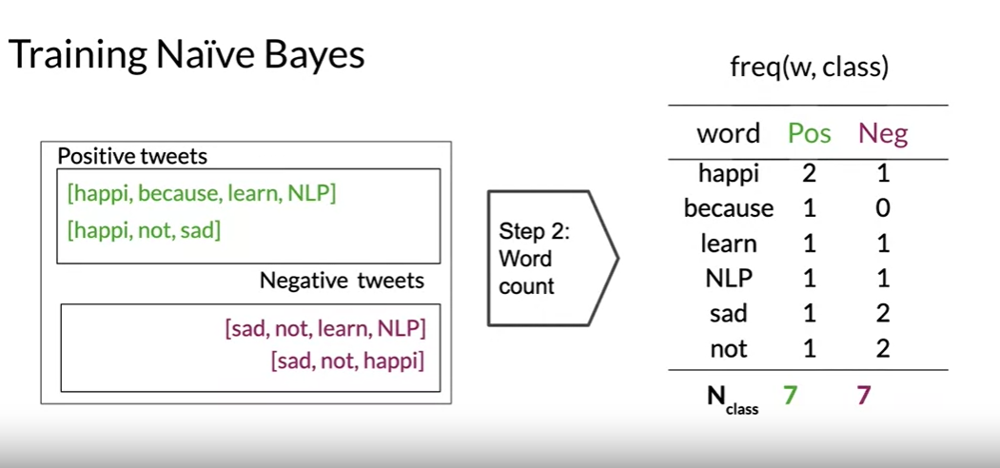 Training Naïve Bayes
Positive tweets
[happi, because, learn, NLP]
[happi, not, sad]
Negative tweets
[sad, not, learn, NLP]
[sad, not, happi]
Step 2:
Word
count
freq(w, class)
word Pos Neg
happi 2 1
because 1 0
learn 1 1
NLP 1 1
sad 1 2
not 1 2
Nclass 7 7